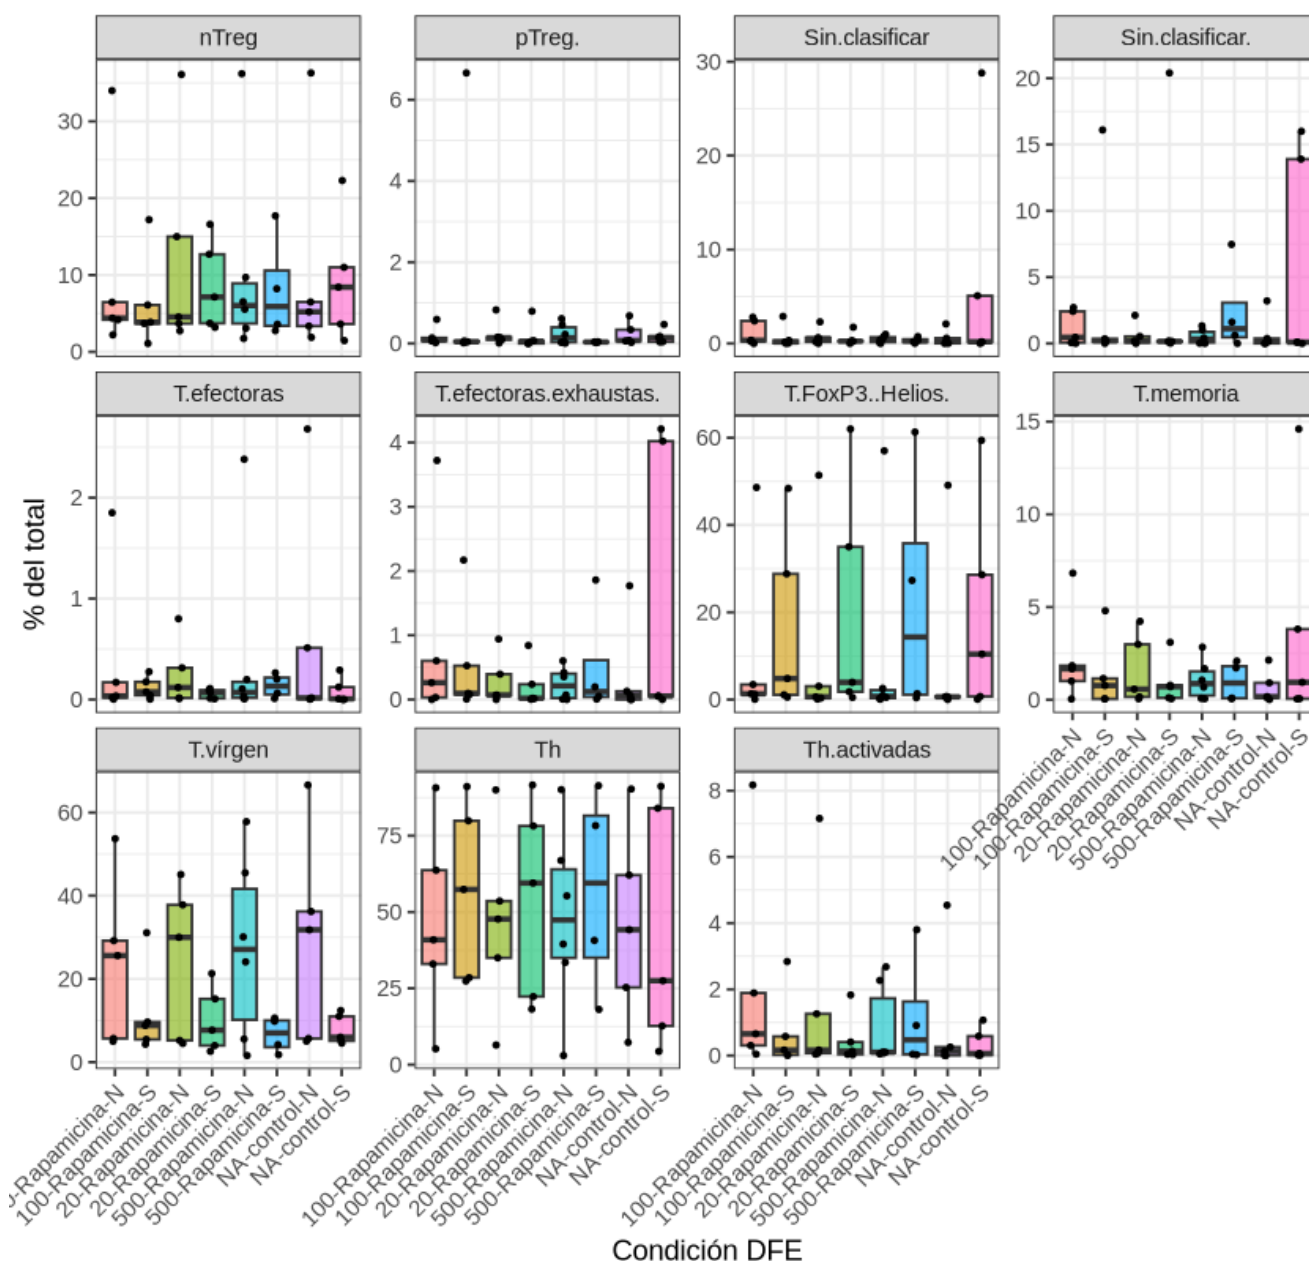 nTreg
pTreg.
Sin.clasificar
Sin.clasificar.
30
20
10
0
6
4
2
0
30
20
10
0
20
15
10
5
0
T.efectoras
T.efectoras.exhaustas.
T.FoxP3..Helios.
T.memoria
2
1
0
4
3
2
1
0
60
40
20
0
15
10
5
0
T.vírgen
Th
Th.activadas
60
40
20
0
75
50
25
0
8
6
4
2
0
100-Rapamicina-N
100-Rapamicina-S
20-Rapamicina-N
20-Rapamicina-S
500-Rapamicina-N
500-Rapamicina-S
NA-control-N
NA-control-S
0-Rapamicina-N
100-Rapamicina-S
20-Rapamicina-N
20-Rapamicina-S
500-Rapamicina-N
500-Rapamicina-S
NA-control-N
NA-control-S
100-Rapamicina-N
100-Rapamicina-S
20-Rapamicina-N
20-Rapamicina-S
500-Rapamicina-N
500-Rapamicina-S
NA-control-N
NA-control-S
100-Rapamicina-N
100-Rapamicina-S
20-Rapamicina-N
20-Rapamicina-S
500-Rapamicina-N
500-Rapamicina-S
NA-control-N
NA-control-S
% del total
Condición DFE